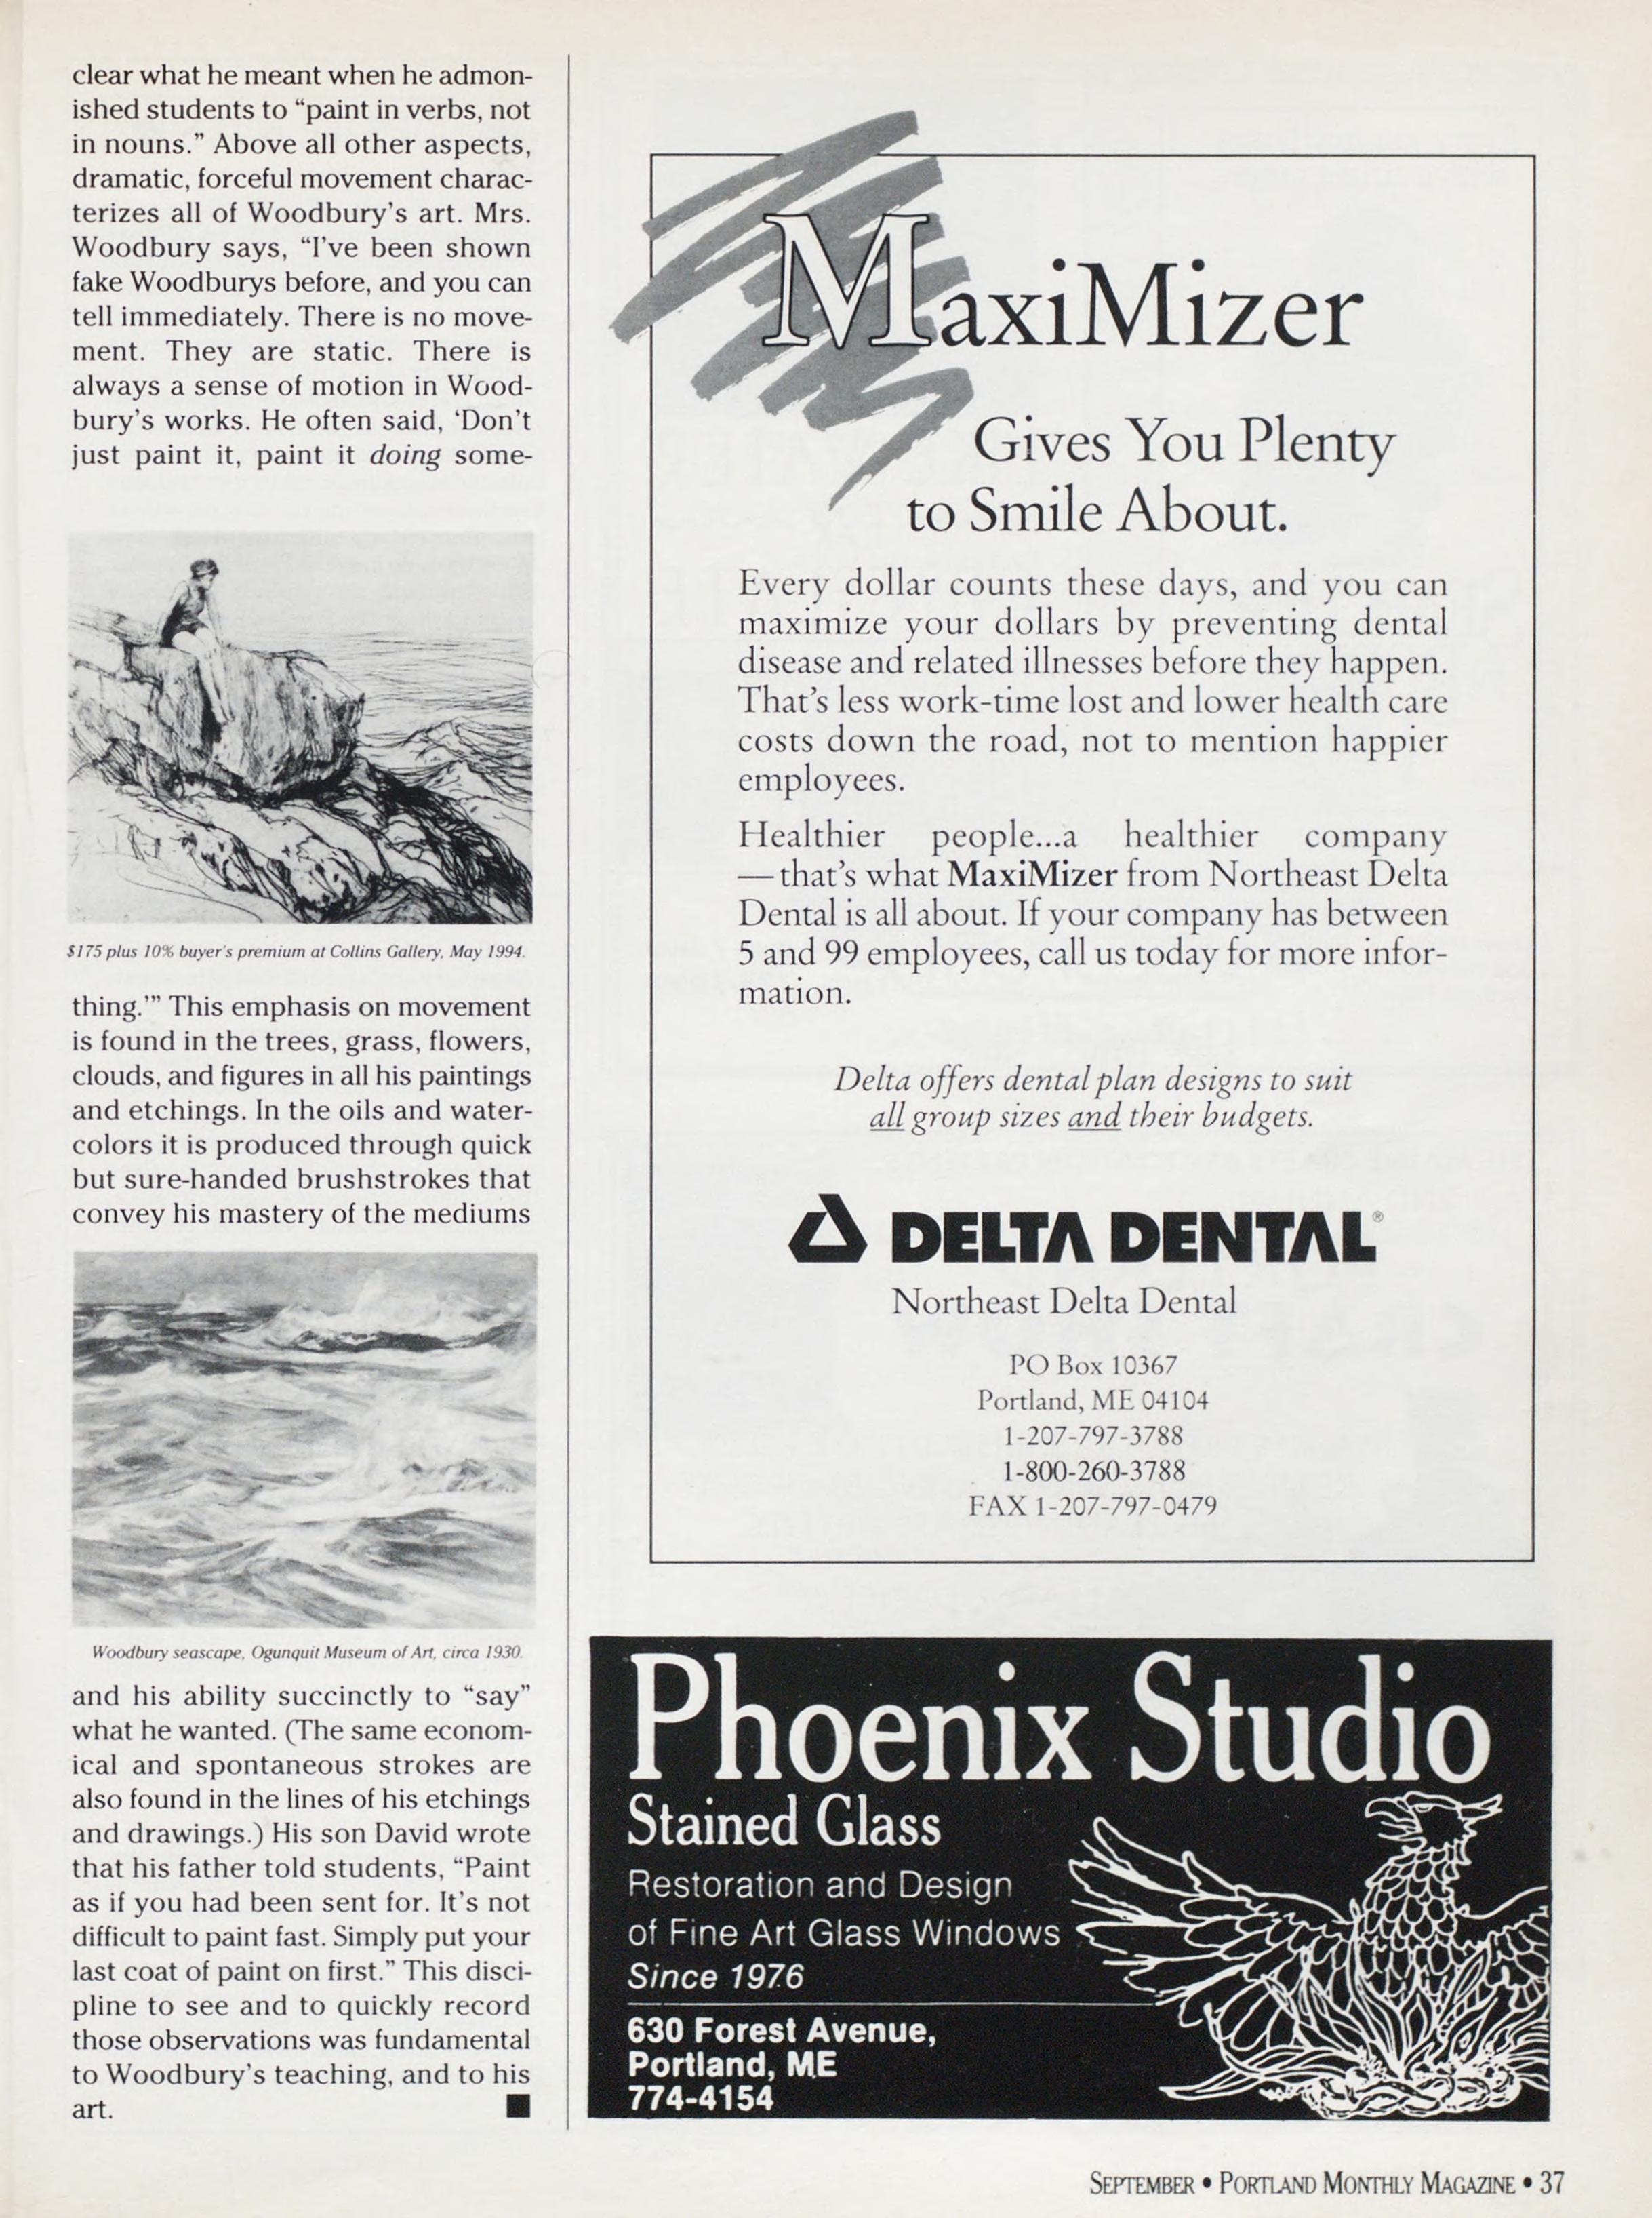 clear what he meant when he admon-
ished students to “paint in verbs, not
in nouns.” Above all other aspects,
dramatic, forceful movement charac-
terizes all of Woodbury's art. Mrs.
Woodbury says, “I've been shown
fake Woodburys before, and you can
tell immediately. There is no move-
ment. They are static. There is
always a sense of motion in Wood-
bury's works. He often said, ‘Don't
just paint it, paint it doing some-
$175 plus 10% buyer's premium at Collins Gallery, May 1994.
thing.’” This emphasis on movement
is found in the trees, grass, flowers,
clouds, and figures in all his paintings
and etchings. In the oils and water-
colors it is produced through quick
but sure-handed brushstrokes that
convey his mastery of the mediums
Woodbury seascape, Ogunquit Museum of Art, circa 1930.
and his ability succinctly to “say”
what he wanted. (The same econom-
ical and spontaneous strokes are
also found in the lines of his etchings
and drawings.) His son David wrote
that his father told students, “Paint
as if you had been sent for. It's not
difficult to paint fast. Simply put your
last coat of paint on first.” This disci-
pline to see and to quickly record
those observations was fundamental
to Woodbury's teaching, and to his
art. ■
MaxiMizer
Gives You Plenty
to Smile About.
Every dollar counts these days, and you can
maximize your dollars by preventing dental
disease and related illnesses before they happen.
That's less work-time lost and lower health care
costs down the road, not to mention happier
employees.
Healthier people...a healthier company
—that's what MaxiMizer from Northeast Delta
Dental is all about. If your company has between
5 and 99 employees, call us today for more infor-
mation.
Delta offers dental plan designs to suit
all group sizes and their budgets.
DELTA DENTAL®
Northeast Delta Dental
PO Box 10367
Portland, ME 04104
1-207-797-3788
1-800-260-3788
FAX 1-207-797-0479
Phoenix Studio
Stained Glass
Restoration and Design
of Fine Art Glass Windows
Since 1976
630 Forest Avenue,
Portland, ME
774-4154
SEPTEMBER • PORTLAND MONTHLY MAGAZINE • 37